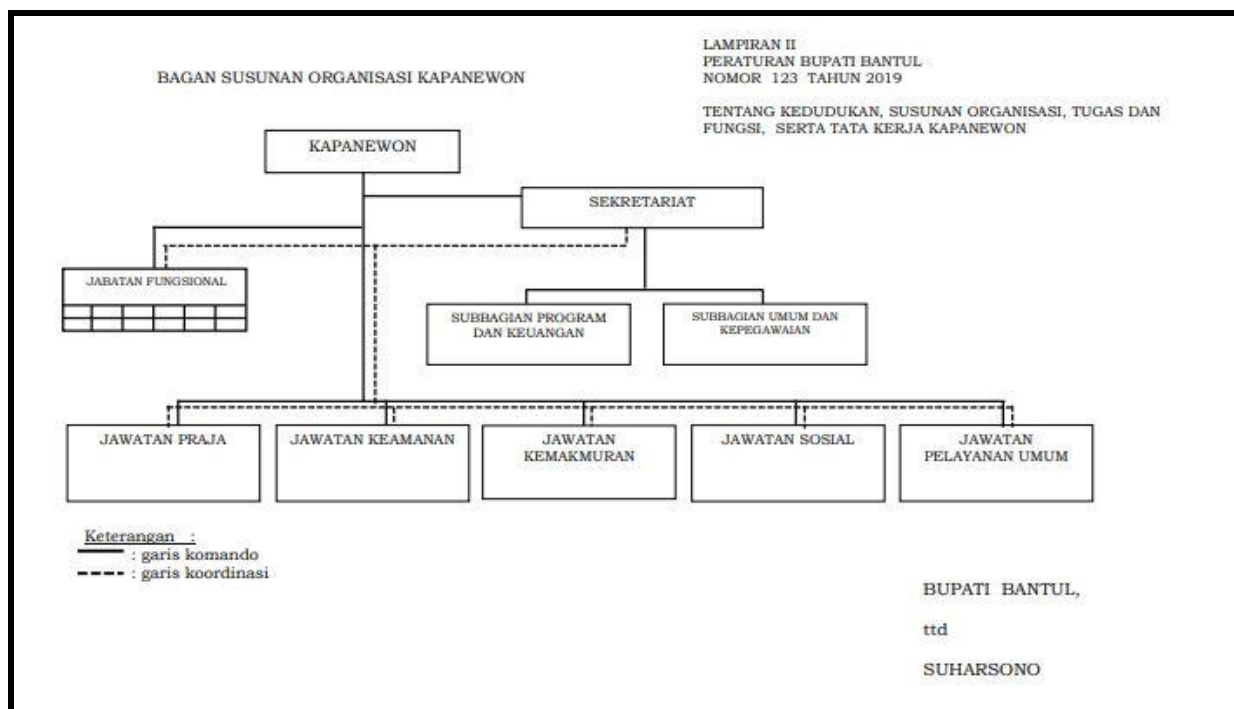 BAGAN SUSUNAN ORGANISASI KAPANEWON
LAMPIRAN II
PERATURAN BUPATI BANTUL
NOMOR 123 TAHUN 2019
TENTANG KEDUDUKAN, SUSUNAN ORGANISASI, TUGAS DAN
FUNGSI, SERTA TATA KERJA KAPANEWON
KAPANEWON
SEKRETARIAT
JABATAN FUNGSIONAL
SUBBAGIAN PROGRAM
DAN KEUANGAN
SUBBAGIAN UMUM DAN
KEPEGAWAIAN
JAWATAN PRAJA
JAWATAN KEAMANAN
JAWATAN
KEMAKMURAN
JAWATAN SOSIAL
JAWATAN
PELAYANAN UMUM
Keterangan :
: garis komando
: garis koordinasi
BUPATI BANTUL,
ttd
SUHARSONO